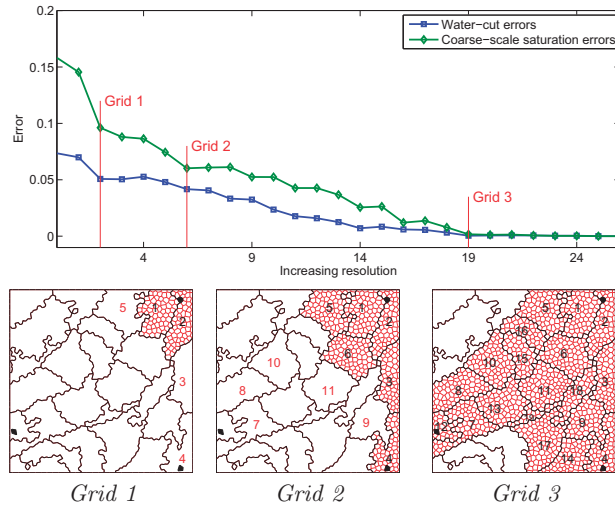 0.2
Water-cut errors
Coarse-scale saturation errors
0.15
Grid 1
Error
0.1
Grid 2
0.05
Grid 3
0
4 9 14 19 24
Increasing resolution
5 1 2 3 4
5 1 2 6 10 3 8 11 7 9 4
5 1 16 2 15 6 10 3 8 11 18 13 12 7 9 17 14 4
Grid 1 Grid 2 Grid 3